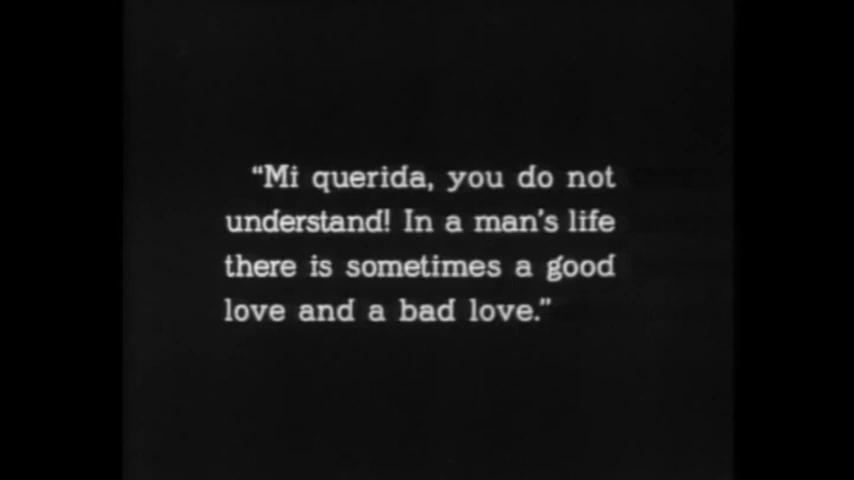 “Mi querida, you do not
understand! In a man's life
there is sometimes a good
love and a bad love.”